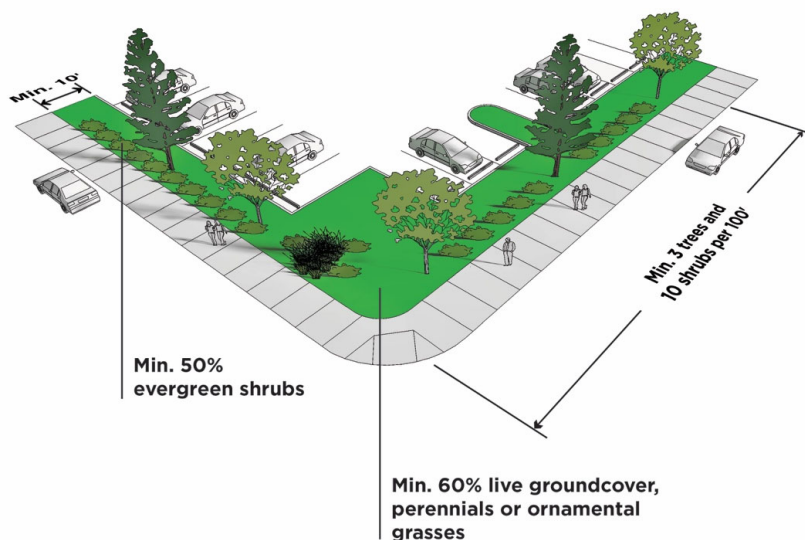 Min. 10'
Min. 3 trees and
10 shrubs per 100'
Min. 50%
evergreen shrubs
Min. 60% live groundcover,
perennials or ornamental
grasses